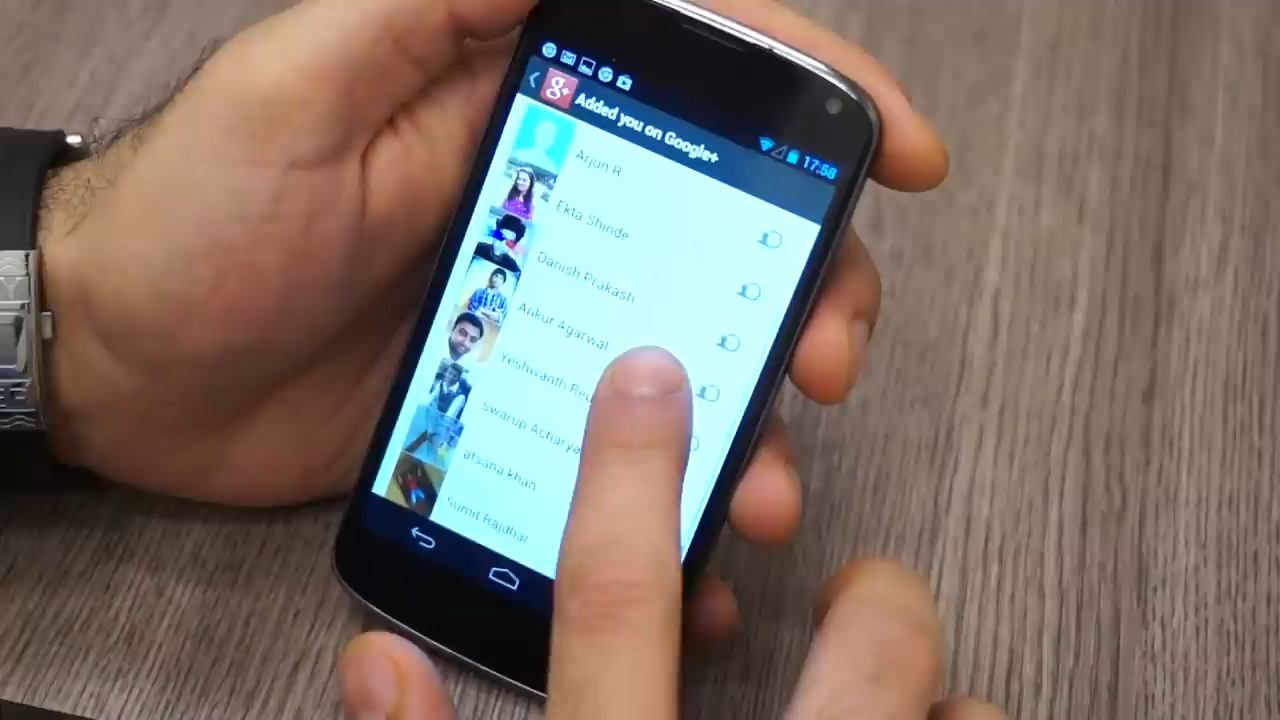 g+ Added you on Google+
17:58
Arjun R
Ekta Shinde
Danish Prakash
Ankur Agarwal
Yeshwanth
Swarup Acharya
afsana khan
Sumit Rajdhar